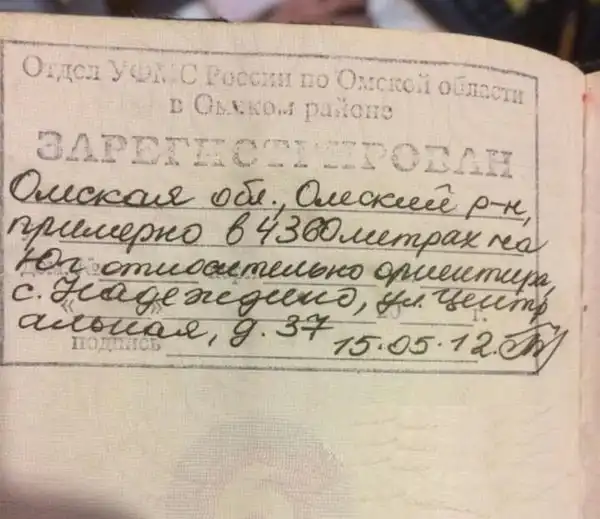 Отдел УФМС России по Омской области
в Омском районе
ЗАРЕГИСТРИРОВАН
Омская обл., Омский р-н,
примерно в 4360 метрах на
Юг относительно ориентира,
с. Надеждино, ул. Центр
альная, д. 37
15.05.12.
подпись